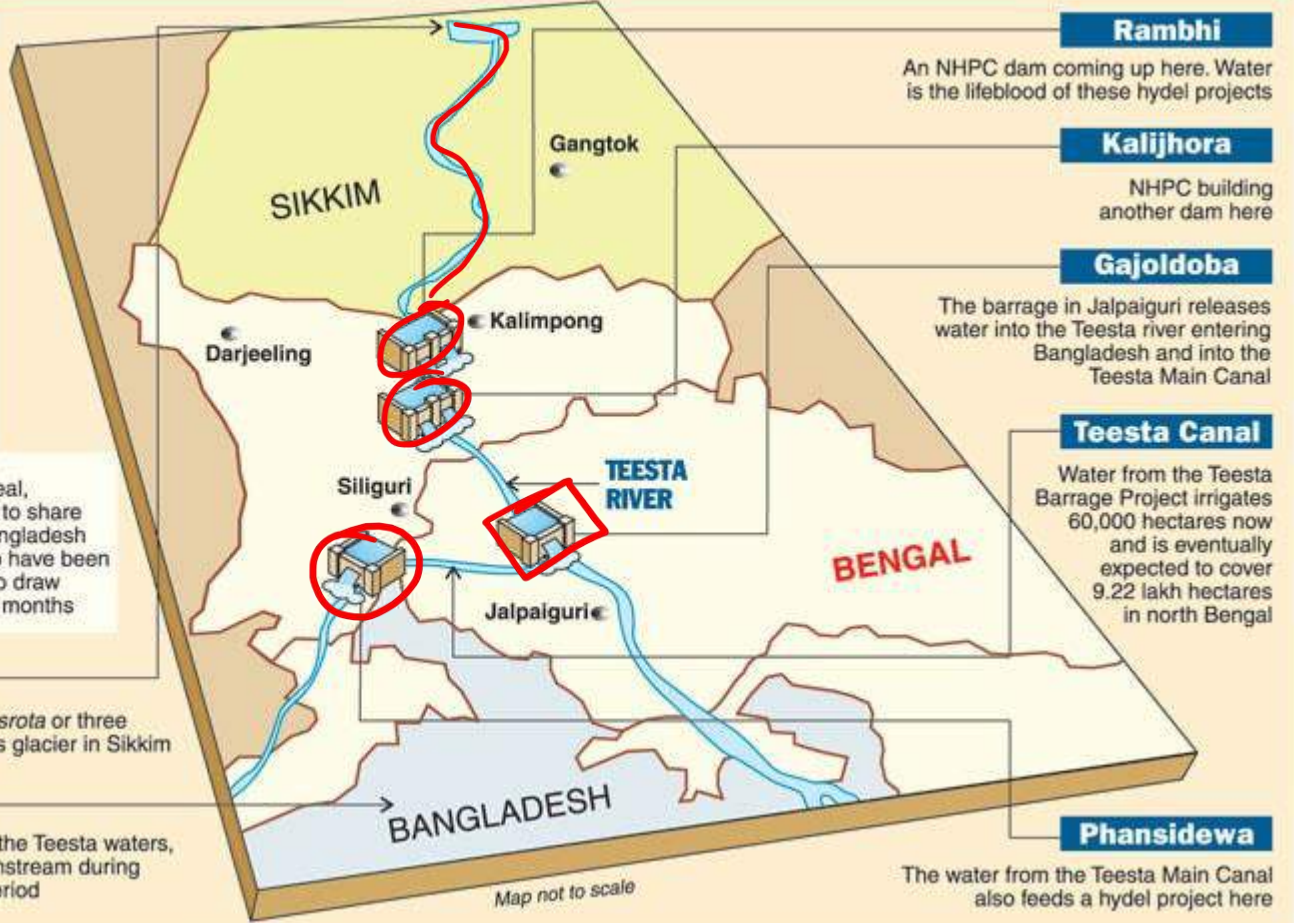 Rambhi
An NHPC dam coming up here. Water
is the lifeblood of these hydel projects
Kalijhora
NHPC building
another dam here
Gajoldoba
The barrage in Jalpaiguri releases
water into the Teesta river entering
Bangladesh and into the
Teesta Main Canal
Teesta Canal
Water from the Teesta
Barrage Project irrigates
60,000 hectares now
and is eventually
expected to cover
9.22 lakh hectares
in north Bengal
Phansidewa
The water from the Teesta Main Canal
also feeds a hydel project here
Gangtok
SIKKIM
Kalimpong
Darjeeling
TEESTA
RIVER
Siliguri
BENGAL
Jalpaiguri
BANGLADESH
Map not to scale
eal,
to share
ngladesh
have been
draw
months
srota or three
s glacier in Sikkim
the Teesta waters,
nstream during
eriod